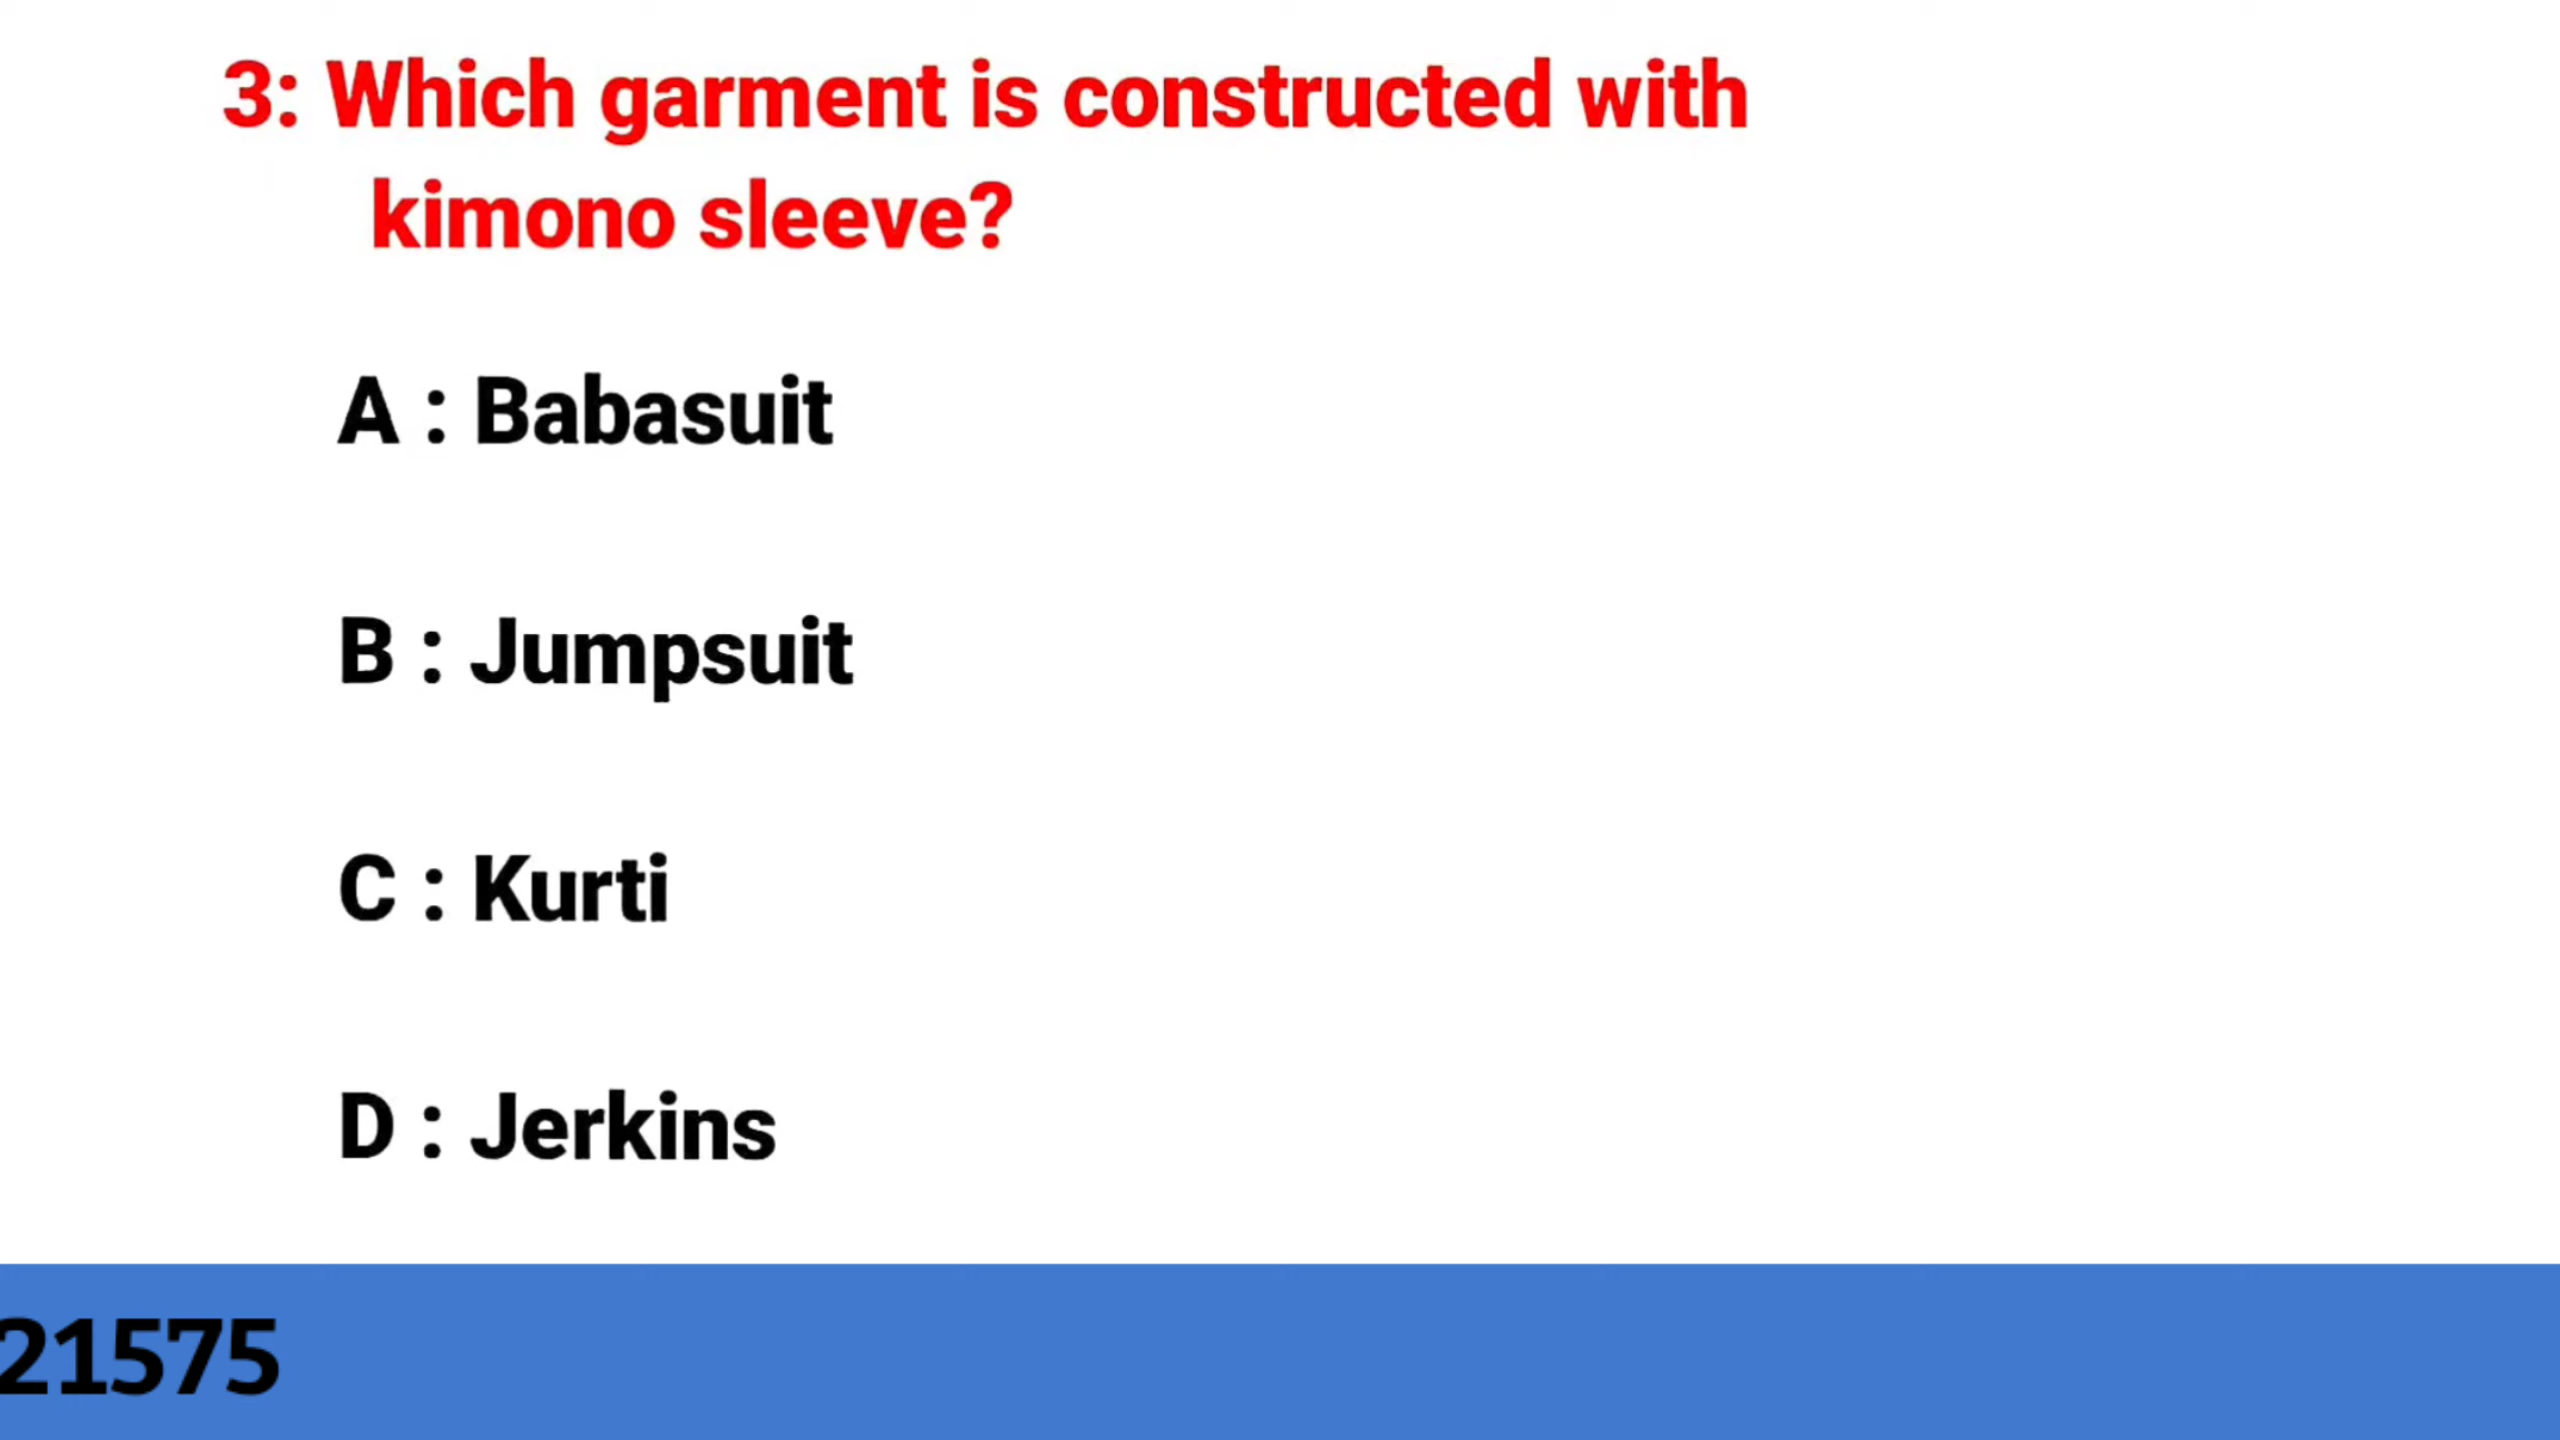 3: Which garment is constructed with
kimono sleeve?
A : Babasuit
B : Jumpsuit
C : Kurti
D : Jerkins
21575